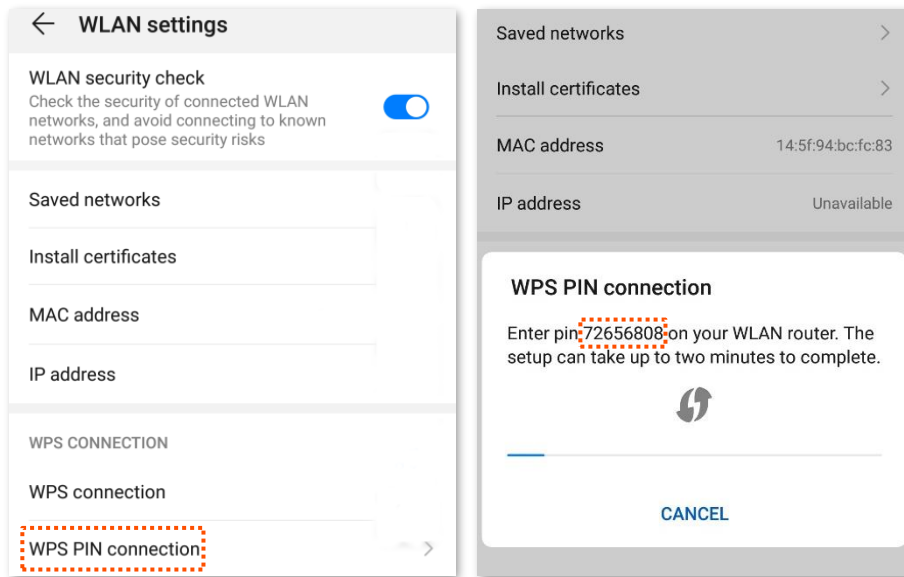 WLAN settings
WLAN security check
Check the security of connected WLAN
networks, and avoid connecting to known
networks that pose security risks
Saved networks
Install certificates
MAC address
IP address
WPS CONNECTION
WPS connection
WPS PIN connection
Saved networks
Install certificates
MAC address 14:5f:94:bc:fc:83
IP address Unavailable
WPS PIN connection
Enter pin 72656808 on your WLAN router. The
setup can take up to two minutes to complete.
CANCEL